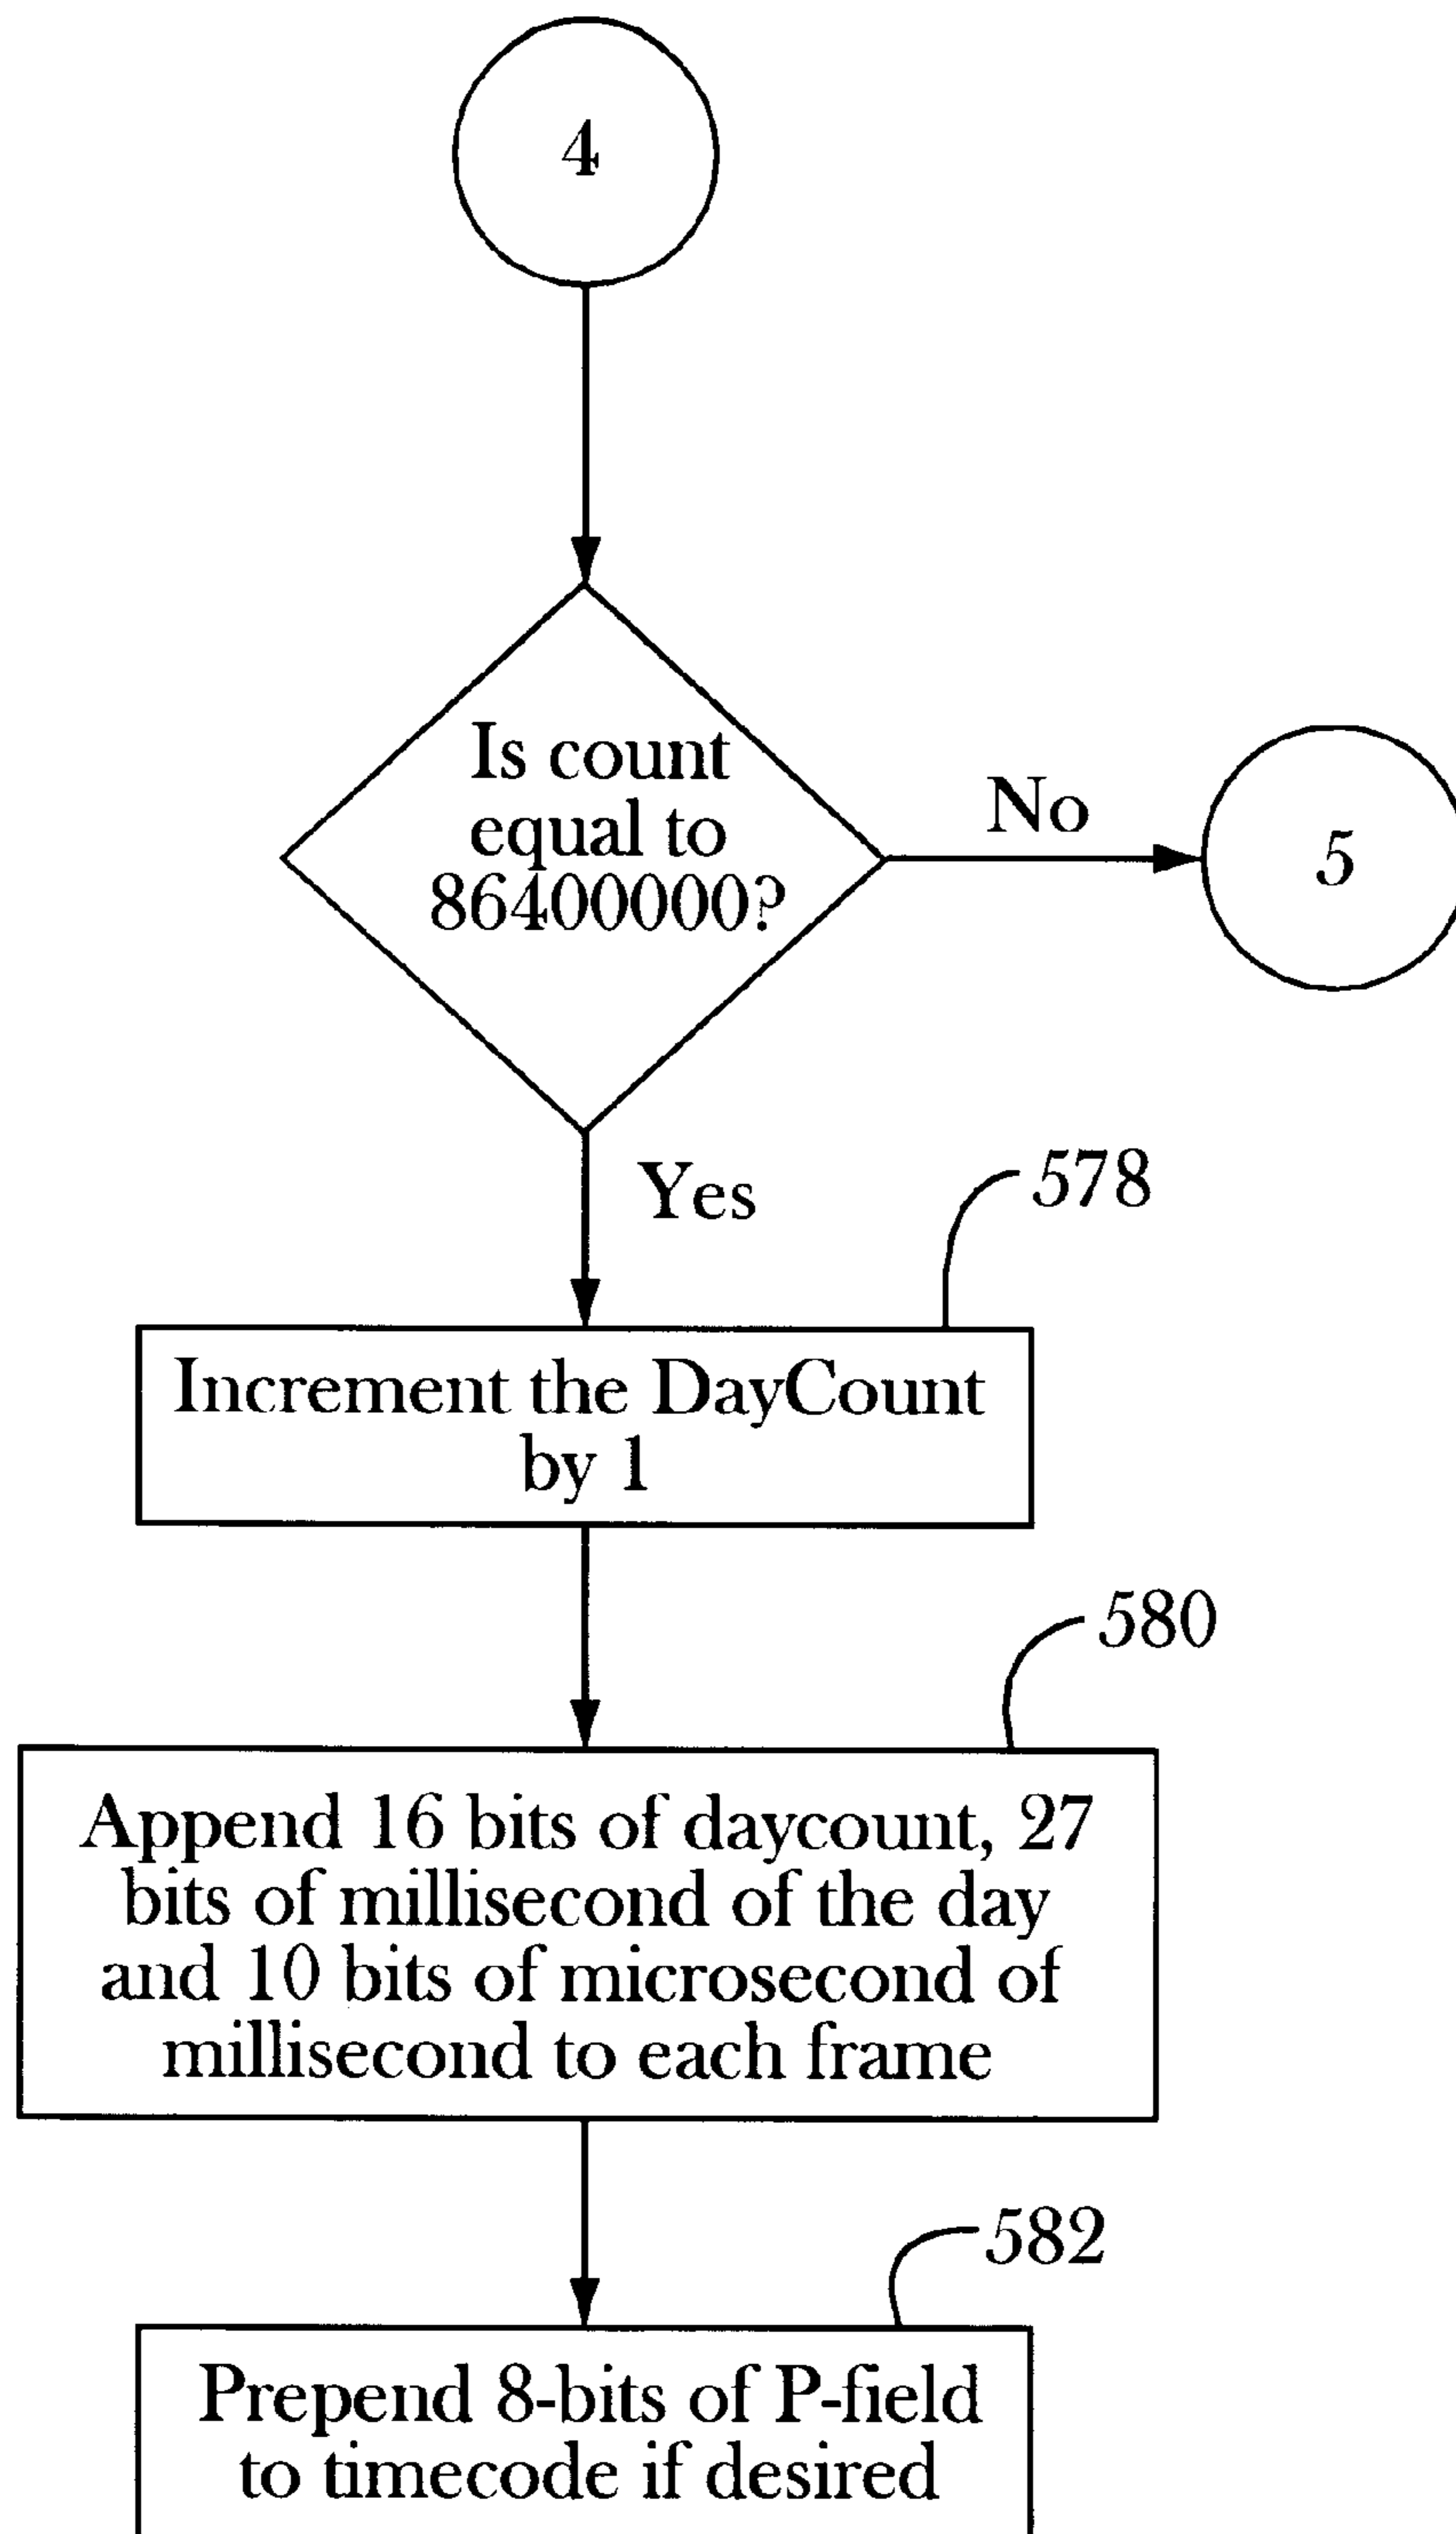 4
Is count
equal to
86400000?
No
5
Yes
578
Increment the DayCount
by 1
580
Append 16 bits of daycount, 27
bits of millisecond of the day
and 10 bits of microsecond of
millisecond to each frame
582
Prepend 8-bits of P-field
to timecode if desired